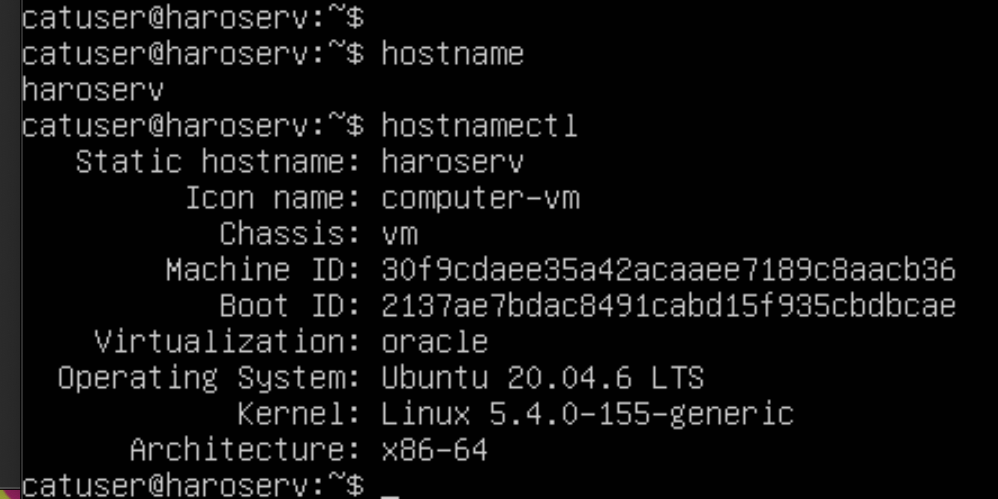 catuser@haroserv:~$
catuser@haroserv:~$ hostname
haroserv
catuser@haroserv:~$ hostnamectl
   Static hostname: haroserv
         Icon name: computer-vm
           Chassis: vm
        Machine ID: 30f9cdaee35a42acaaee7189c8aacb36
           Boot ID: 2137ae7bdac8491cabd15f935cbdbcae
    Virtualization: oracle
  Operating System: Ubuntu 20.04.6 LTS
            Kernel: Linux 5.4.0-155-generic
      Architecture: x86-64
catuser@haroserv:~$ _